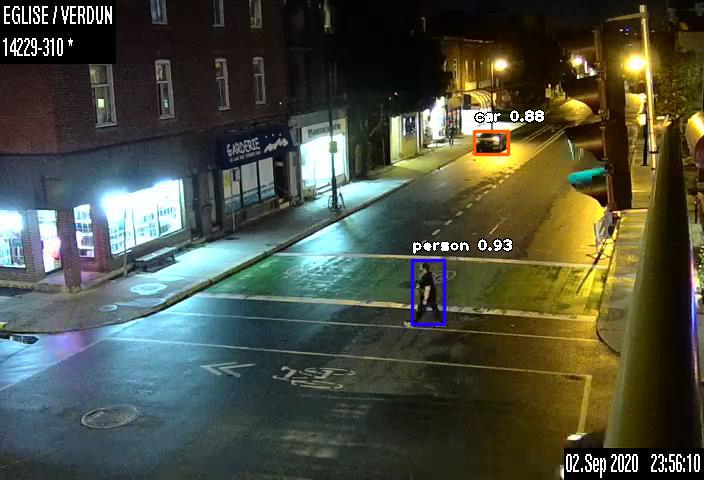 EGLISE / VERDUN
14229-310 *
car 0.88
GARDERIE
person 0.93
02.Sep 2020 23:56:10